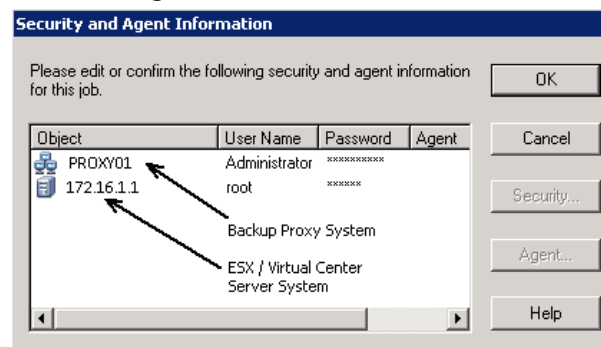 Security and Agent Information
Please edit or confirm the following security and agent information
for this job.
OK
Object User Name Password Agent
Cancel
PROXY01 Administrator **********
172.16.1.1 root ******
Security...
Backup Proxy System
Agent...
ESX / Virtual Center
Server System
Help